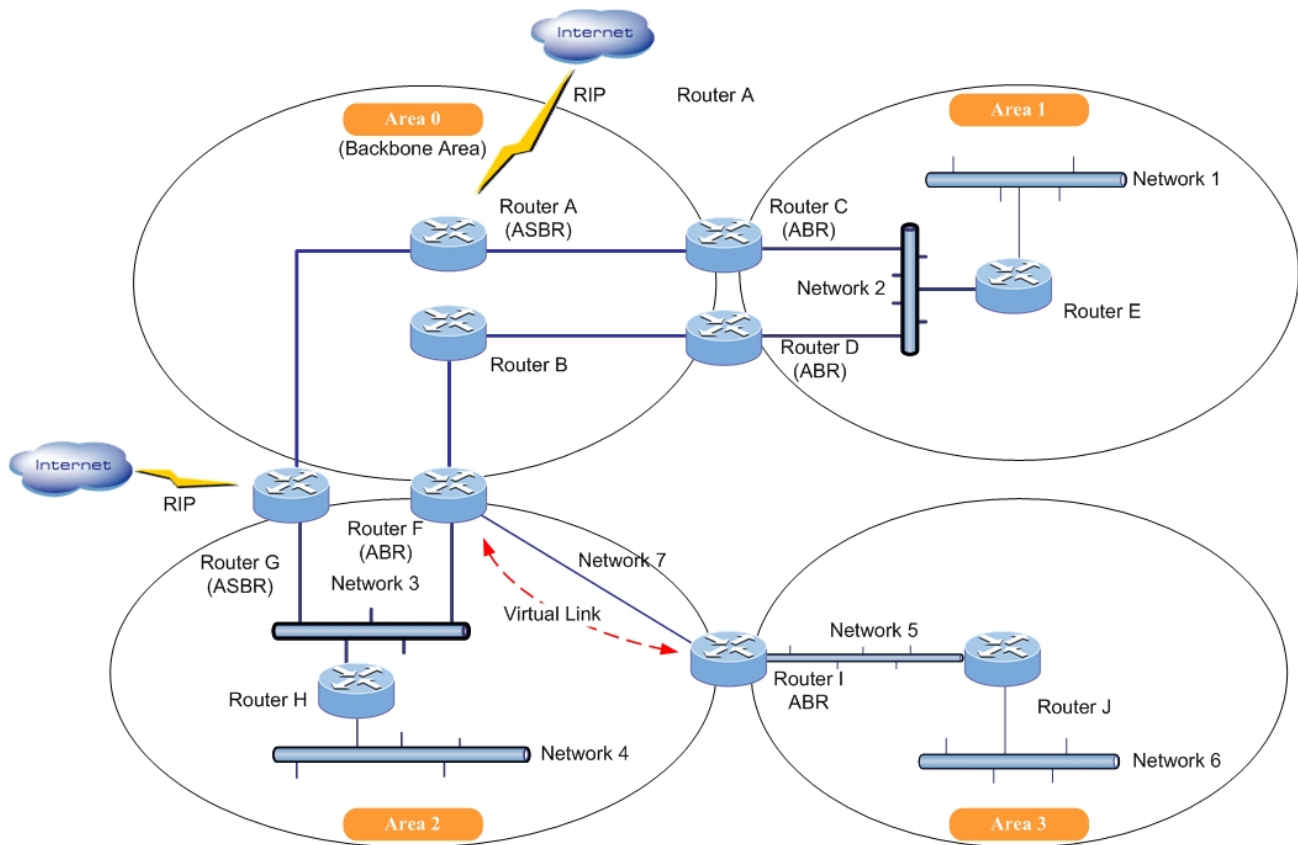 Internet
RIP
Router A
Area 0
(Backbone Area)
Area 1
Network 1
Router A
(ASBR)
Router C
(ABR)
Network 2
Router E
Router B
Router D
(ABR)
Internet
RIP
Router G
(ASBR)
Router F
(ABR)
Network 3
Network 7
Virtual Link
Network 5
Router I
ABR
Router H
Router J
Network 4
Network 6
Area 2
Area 3